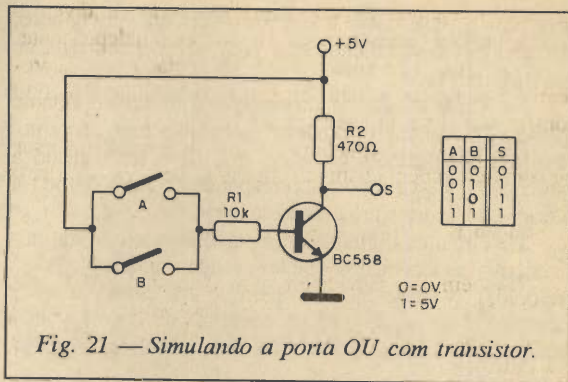 +5V
R2
470Ω
S
A
R1
10k
B
BC558
A B S
0 0 0
0 1 1
1 0 1
1 1 1
0=0V
1=5V
Fig. 21 — Simulando a porta OU com transistor.